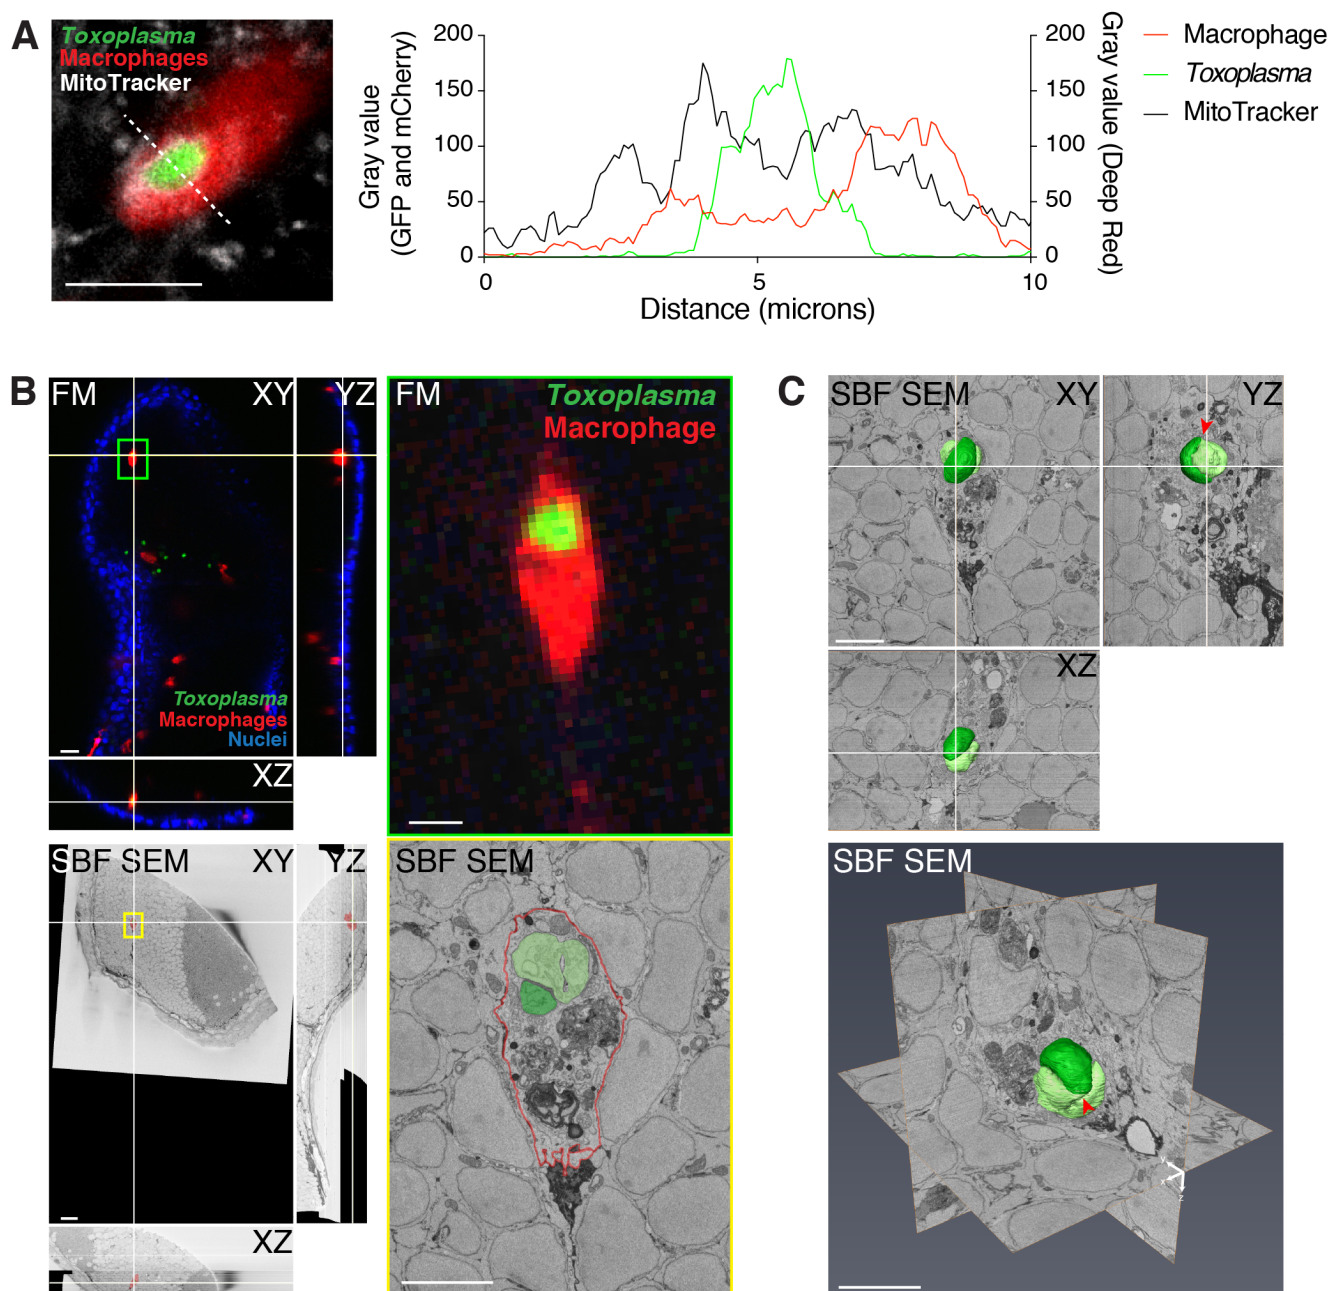 A
Toxoplasma
Macrophages
MitoTracker
Gray value
(GFP and mCherry)
200
150
100
50
0
0
5
10
Distance (microns)
200
150
100
50
0
Gray value (Deep Red)
Macrophage
Toxoplasma
MitoTracker
B
FM
XY
YZ
Toxoplasma
Macrophages
Nuclei
XZ
FM
Toxoplasma
Macrophage
SBF SEM
XY
YZ
XZ
SBF SEM
C
SBF SEM
XY
YZ
XZ
SBF SEM
Y
X
Z